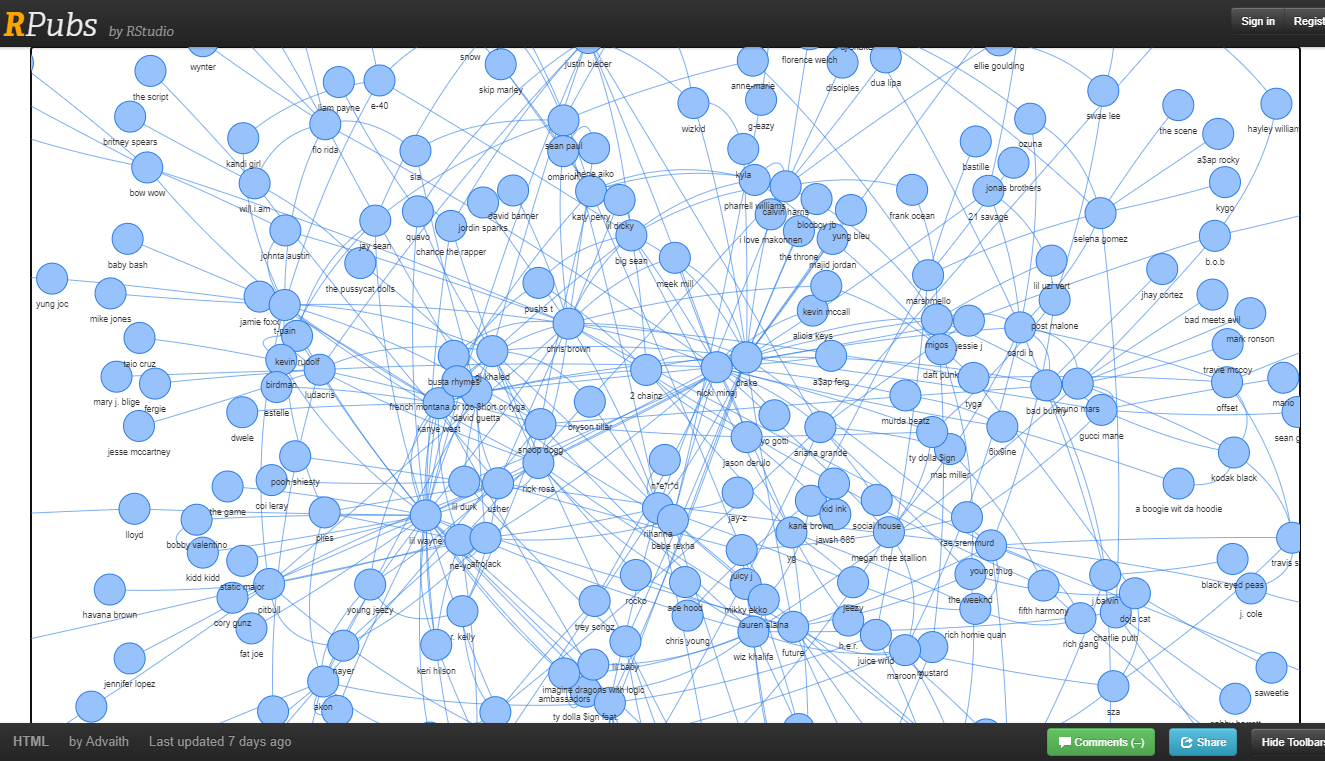 RPubs by RStudio
Sign in
wynter
snow
justin bieber
florence welch
ellie goulding
the script
liam payne
e-40
skip marley
anne-marie
disciples
dua lipa
britney spears
wizkid
g-eazy
swae lee
the scene
hayley william
kandi girl
flo rida
sean paul
ozuna
a$ap rocky
bow wow
sia
omarion
jhene aiko
kyla
bastille
jonas brothers
kygo
will.i.am
david banner
katy perry
lil dicky
pharrell williams
calvin harris
bloccboy jb
frank ocean
21 savage
jay sean
quavo
jordin sparks
chance the rapper
i love makonnen
yung bleu
selena gomez
baby bash
johnta austin
big sean
the throne
majid jordan
b.o.b
yung joc
mike jones
the pussycat dolls
meek mill
marshmello
lil uzi vert
jhay cortez
jamie foxx
t-pain
pusha t
kevin mccall
alicia keys
post malone
bad meets evil
mark ronson
taio cruz
kevin rudolf
chris brown
migos
jessie j
cardi b
travie mccoy
mary j. blige
fergie
birdman
ludacris
busta rhymes
dj khaled
2 chainz
nicki minaj
drake
a$ap ferg
daft punk
tyga
bad bunny
bruno mars
offset
mario
estelle
french montana or too $hort or tyga
david guetta
kanye west
bryson tiller
murda beatz
gucci mane
sean g
jesse mccartney
dwele
snoop dogg
jason derulo
yo gotti
ariana grande
ty dolla $ign
mac miller
6ix9ine
kodak black
the game
pooh shiesty
coi leray
rick ross
n*e*r*d
a boogie wit da hoodie
lloyd
plies
lil durk
usher
rihanna
jay-z
kid ink
kane brown
jawsh 685
social house
bobby valentino
lil wayne
bebe rexha
yg
megan thee stallion
rae sremmurd
kidd kidd
ne-yo
afrojack
juicy j
young thug
travis s
static major
pitbull
young jeezy
rocko
ace hood
mikky ekko
jeezy
the weeknd
fifth harmony
j balvin
black eyed peas
havana brown
cory gunz
r. kelly
trey songz
lauren alaina
doja cat
j. cole
fat joe
keri hilson
chris young
wiz khalifa
future
h.e.r.
rich homie quan
rich gang
charlie puth
jennifer lopez
nayer
lil baby
juice wrld
maroon 5
mustard
saweetie
akon
imagine dragons with logic
ambassadors
ty dolla $ign feat.
sza
HTML
by Advaith
Last updated 7 days ago
Comments (–)
Share
Hide Toolbars